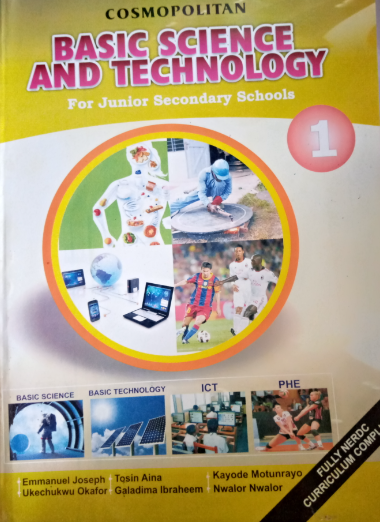 COSMOPOLITAN
BASIC SCIENCE
AND TECHNOLOGY
For Junior Secondary Schools
1
BASIC SCIENCE
BASIC TECHNOLOGY
ICT
PHE
Emmanuel Joseph
Tosin Aina
Kayode Motunrayo
Ukechukwu Okafor
Galadima Ibraheem
Nwalor Nwalor
FULLY NERDC
CURRICULUM COMPLI